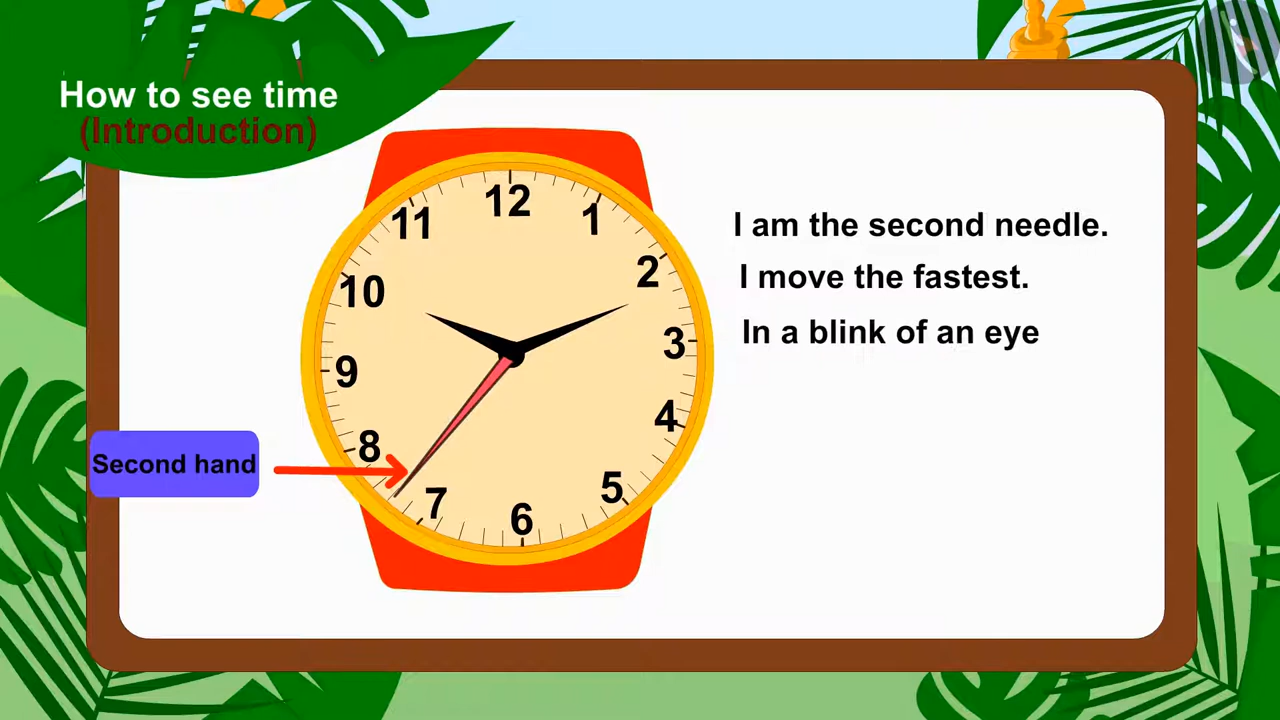 How to see time
(Introduction)
12
1
2
3
4
5
6
7
8
9
10
11
I am the second needle.
I move the fastest.
In a blink of an eye
Second hand